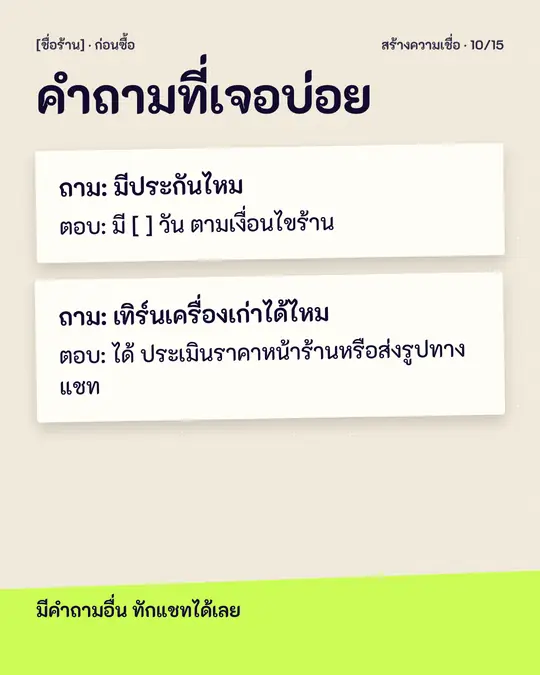 [ชื่อร้าน] · ก่อนซื้อ
สร้างความเชื่อ · 10/15
คำถามที่เจอบ่อย
ถาม: มีประกันไหม
ตอบ: มี [ ] วัน ตามเงื่อนไขร้าน
ถาม: เทิร์นเครื่องเก่าได้ไหม
ตอบ: ได้ ประเมินราคาหน้าร้านหรือส่งรูปทาง
แชท
มีคำถามอื่น ทักแชทได้เลย